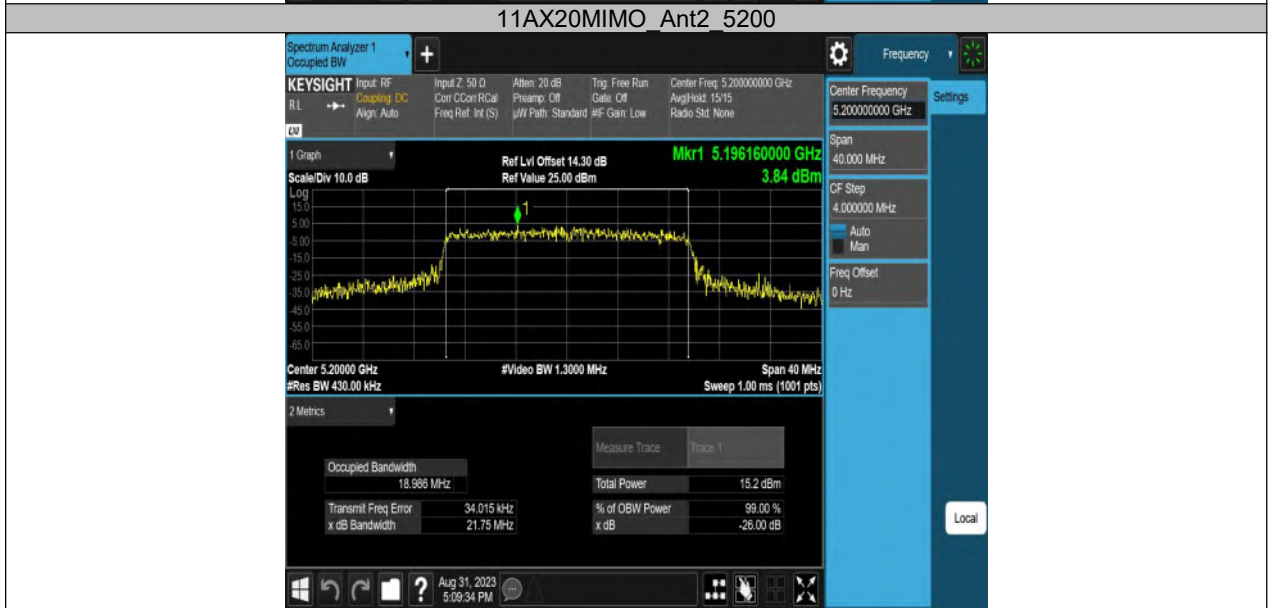 11AX20MIMO_Ant2_5200
Spectrum Analyzer 1
Occupied BW
+
Frequency
KEYSIGHT Input: RF Input Z: 50 Ω Atten: 20 dB Trig: Free Run Center Freq: 5.200000000 GHz
RL Coupling: DC Corr CCorr RCal Preamp: Off Gate: Off Avg|Hold: 15/15
Align: Auto Freq Ref: Int (S) µW Path: Standard #IF Gain: Low Radio Std: None
LXI
Center Frequency
5.200000000 GHz
Settings
Span
40.000 MHz
CF Step
4.000000 MHz
Auto
Man
Freq Offset
0 Hz
1 Graph
Ref Lvl Offset 14.30 dB
Mkr1 5.196160000 GHz
Scale/Div 10.0 dB
Ref Value 25.00 dBm
3.84 dBm
Log
15.0
5.00
-5.00
-15.0
-25.0
-35.0
-45.0
-55.0
-65.0
1
Center 5.20000 GHz #Video BW 1.3000 MHz Span 40 MHz
#Res BW 430.00 kHz Sweep 1.00 ms (1001 pts)
2 Metrics
Measure Trace Trace 1
Occupied Bandwidth
18.986 MHz
Total Power 15.2 dBm
Transmit Freq Error 34.015 kHz % of OBW Power 99.00 %
x dB Bandwidth 21.75 MHz x dB -26.00 dB
Local
?
Aug 31, 2023
5:09:34 PM